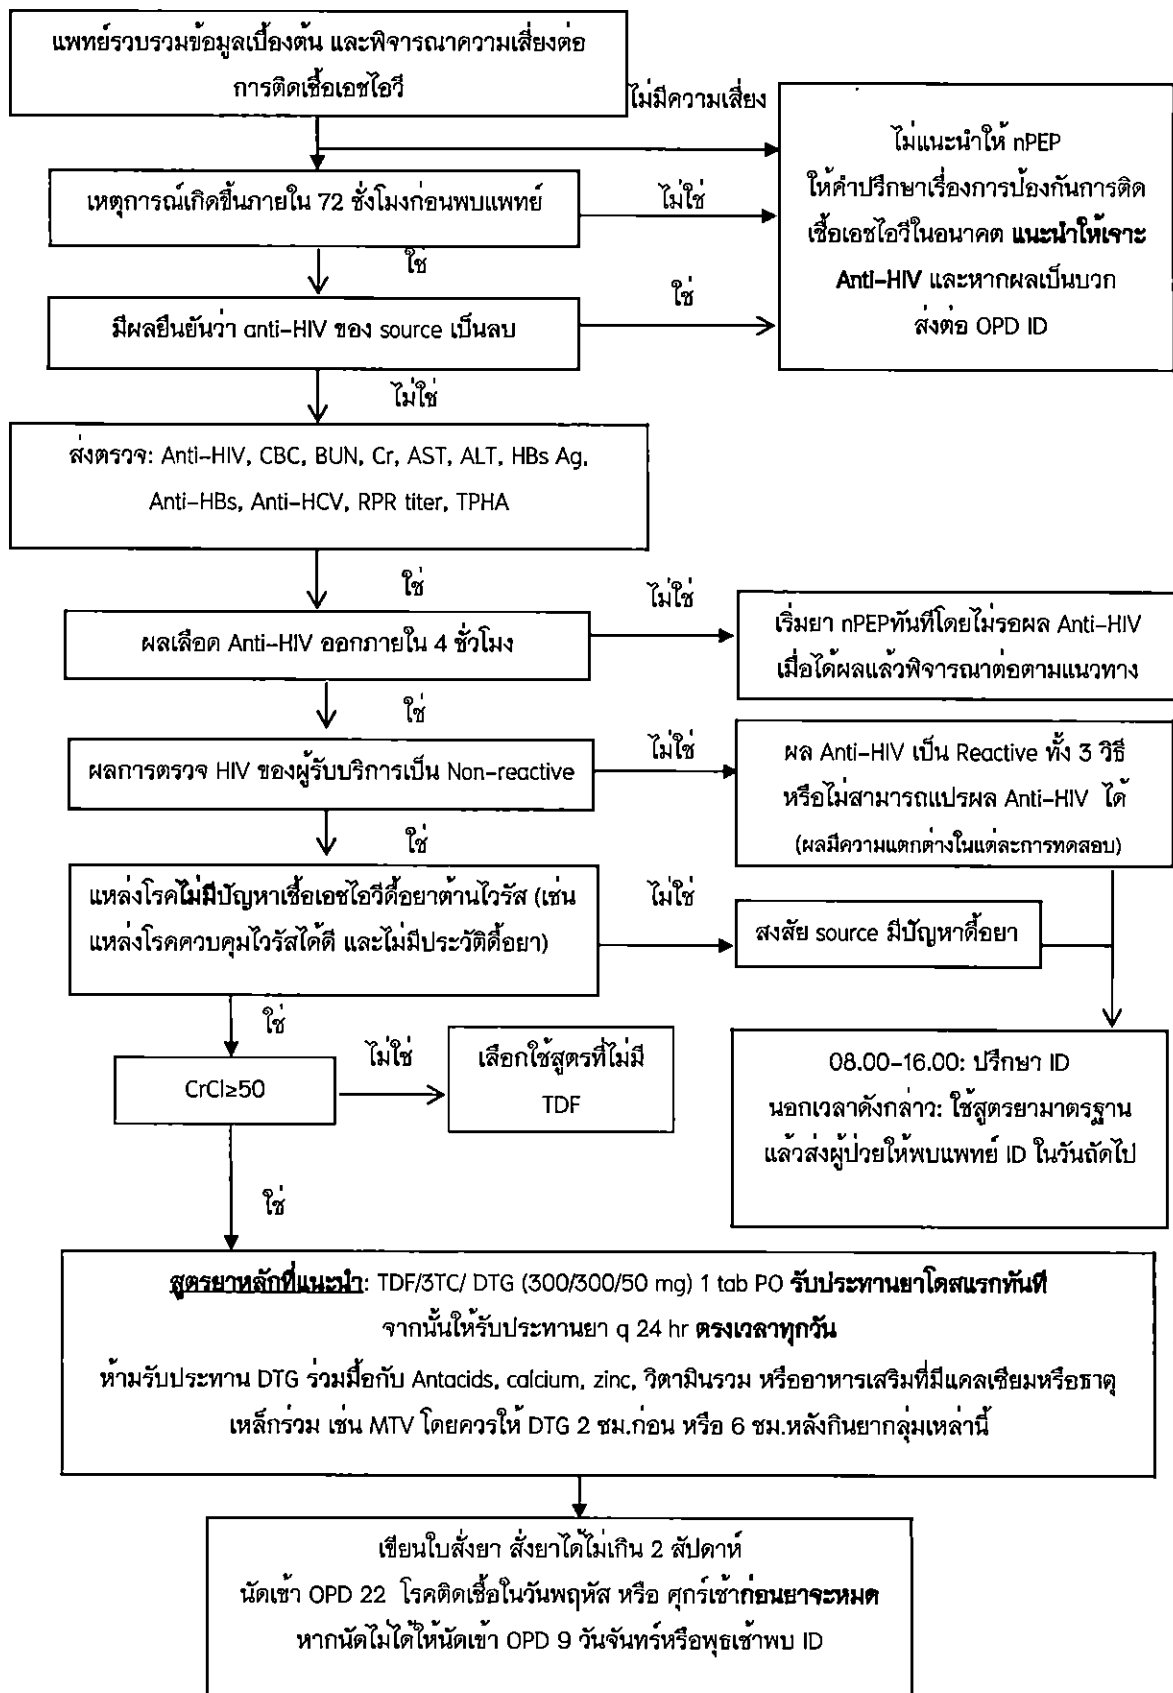 แพทย์รวบรวมข้อมูลเบื้องต้น และพิจารณาความเสี่ยงต่อ
การติดเชื้อเอชไอวี
ไม่มีความเสี่ยง
ไม่แนะนำให้ nPEP
ให้คำปรึกษาเรื่องการป้องกันการติด
เชื้อเอชไอวีในอนาคต แนะนำให้เจาะ
Anti-HIV และหากผลเป็นบวก
ส่งต่อ OPD ID
เหตุการณ์เกิดขึ้นภายใน 72 ชั่งโมงก่อนพบแพทย์
ไม่ใช่
ใช่
มีผลยืนยันว่า anti-HIV ของ source เป็นลบ
ใช่
ไม่ใช่
ส่งตรวจ: Anti-HIV, CBC, BUN, Cr, AST, ALT, HBs Ag,
Anti-HBs, Anti-HCV, RPR titer, TPHA
ใช่
ผลเลือด Anti-HIV ออกภายใน 4 ชั่วโมง
ไม่ใช่
เริ่มยา nPEPทันทีโดยไม่รอผล Anti-HIV
เมื่อได้ผลแล้วพิจารณาต่อตามแนวทาง
ใช่
ผลการตรวจ HIV ของผู้รับบริการเป็น Non-reactive
ไม่ใช่
ผล Anti-HIV เป็น Reactive ทั้ง 3 วิธี
หรือไม่สามารถแปรผล Anti-HIV ได้
(ผลมีความแตกต่างในแต่ละการทดสอบ)
ใช่
แหล่งโรคไม่มีปัญหาเชื้อเอชไอวีดื้อยาต้านไวรัส (เช่น
แหล่งโรคควบคุมไวรัสได้ดี และไม่มีประวัติดื้อยา)
ไม่ใช่
สงสัย source มีปัญหาดื้อยา
ใช่
CrCl≥50
ไม่ใช่
เลือกใช้สูตรที่ไม่มี
TDF
08.00-16.00: ปรึกษา ID
นอกเวลาดังกล่าว: ใช้สูตรยามาตรฐาน
แล้วส่งผู้ป่วยให้พบแพทย์ ID ในวันถัดไป
ใช่
สูตรยาหลักที่แนะนำ: TDF/3TC/ DTG (300/300/50 mg) 1 tab PO รับประทานยาโดสแรกทันที
จากนั้นให้รับประทานยา q 24 hr ตรงเวลาทุกวัน
ห้ามรับประทาน DTG ร่วมมื้อกับ Antacids, calcium, zinc, วิตามินรวม หรืออาหารเสริมที่มีแคลเซียมหรือธาตุ
เหล็กร่วม เช่น MTV โดยควรให้ DTG 2 ชม.ก่อน หรือ 6 ชม.หลังกินยากลุ่มเหล่านี้
เขียนใบสั่งยา สั่งยาได้ไม่เกิน 2 สัปดาห์
นัดเข้า OPD 22 โรคติดเชื้อในวันพฤหัส หรือ ศุกร์เช้าก่อนยาจะหมด
หากนัดไม่ได้ให้นัดเข้า OPD 9 วันจันทร์หรือพุธเช้าพบ ID